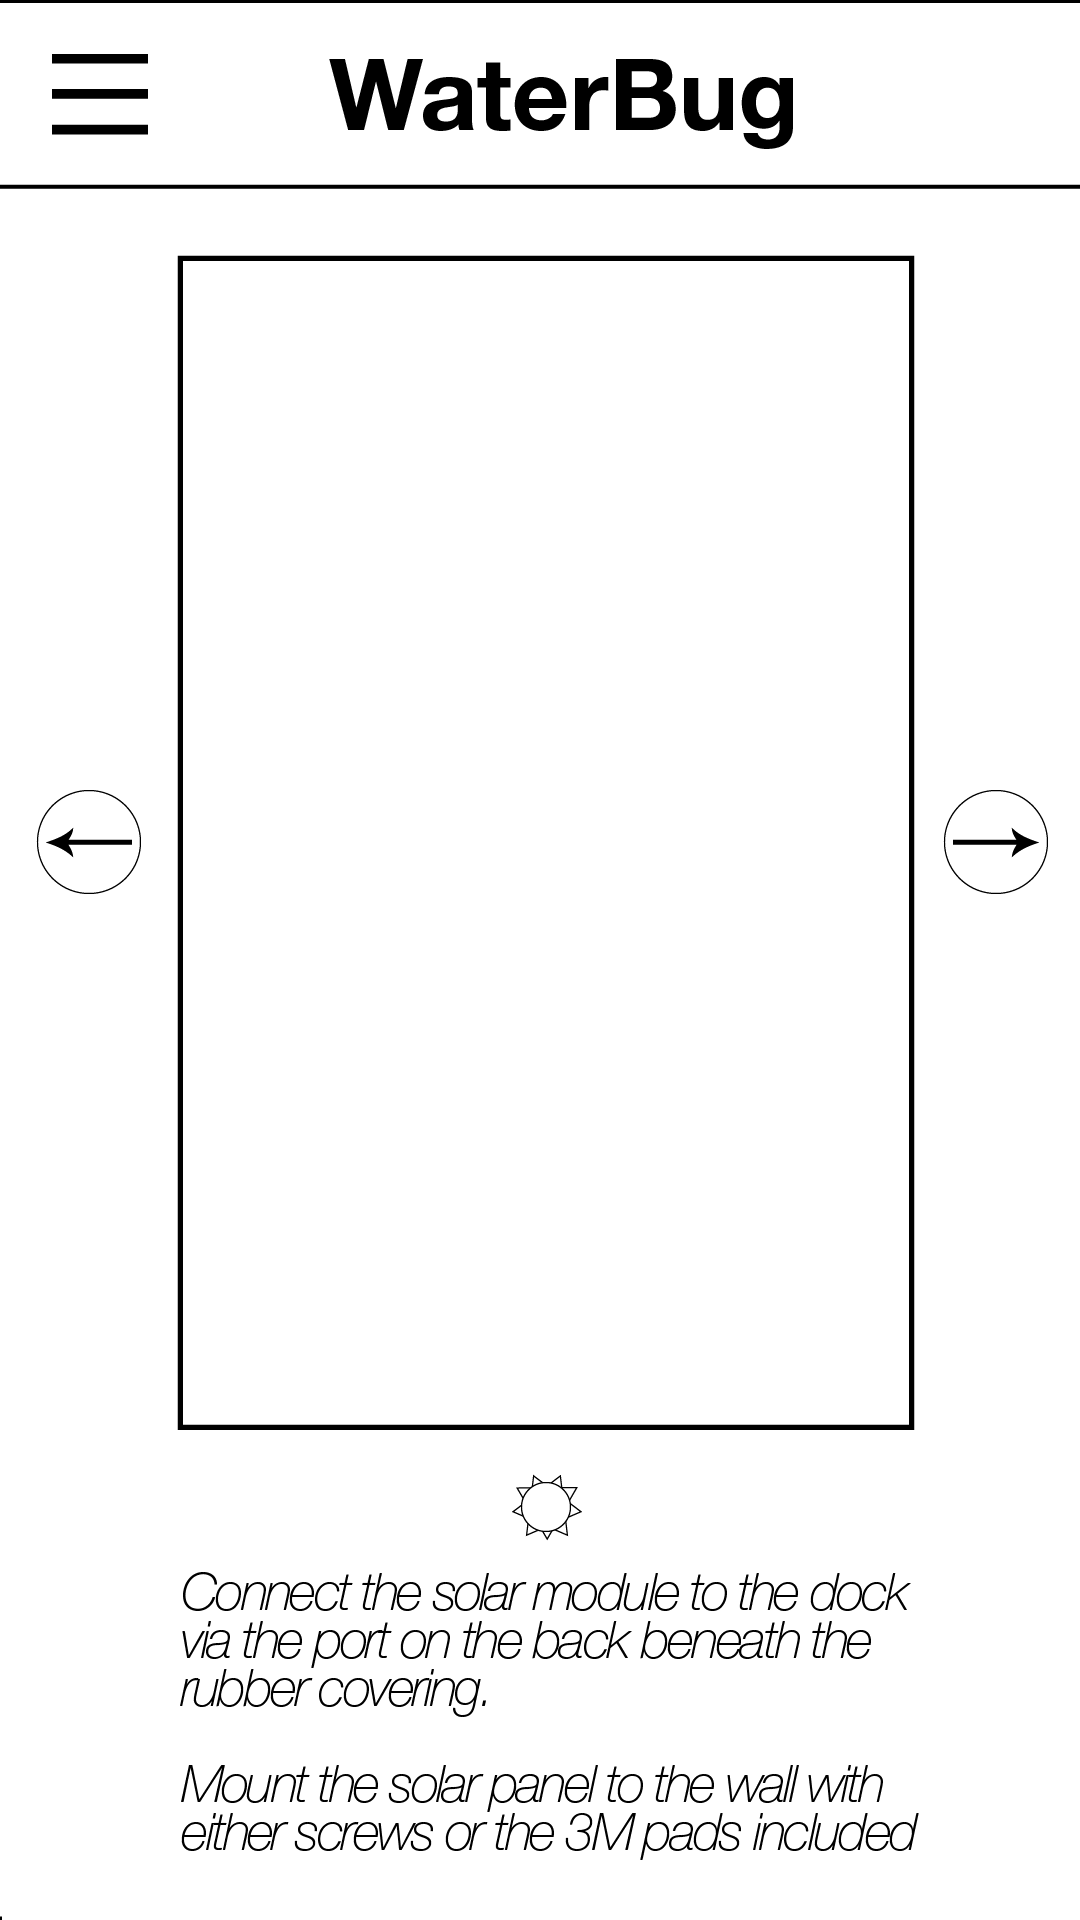 WaterBug
Connect the solar module to the dock
via the port on the back beneath the
rubber covering.
Mount the solar panel to the wall with
either screws or the 3M pads included